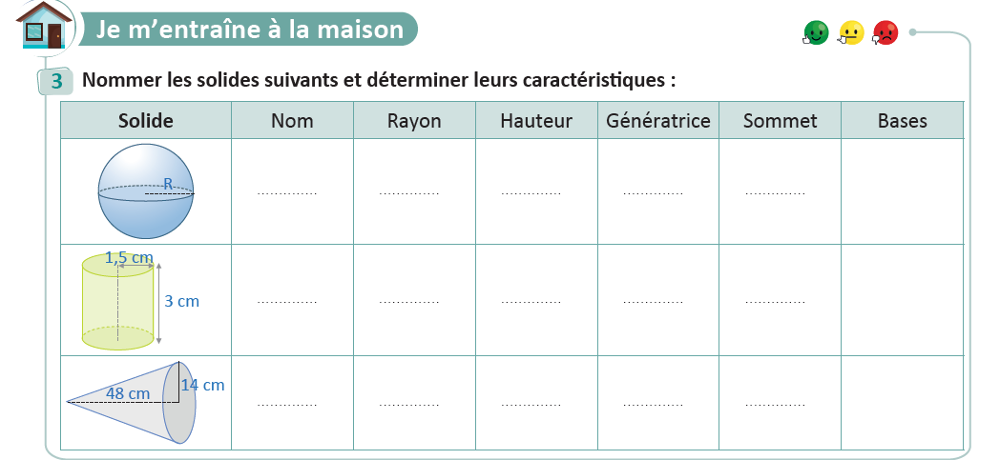 Je m’entraîne à la maison
3 Nommer les solides suivants et déterminer leurs caractéristiques :
Solide Nom Rayon Hauteur Génératrice Sommet Bases
R ............. ............. ............. ............. .............
1,5 cm
3 cm ............. ............. ............. ............. .............
48 cm 14 cm ............. ............. ............. ............. .............